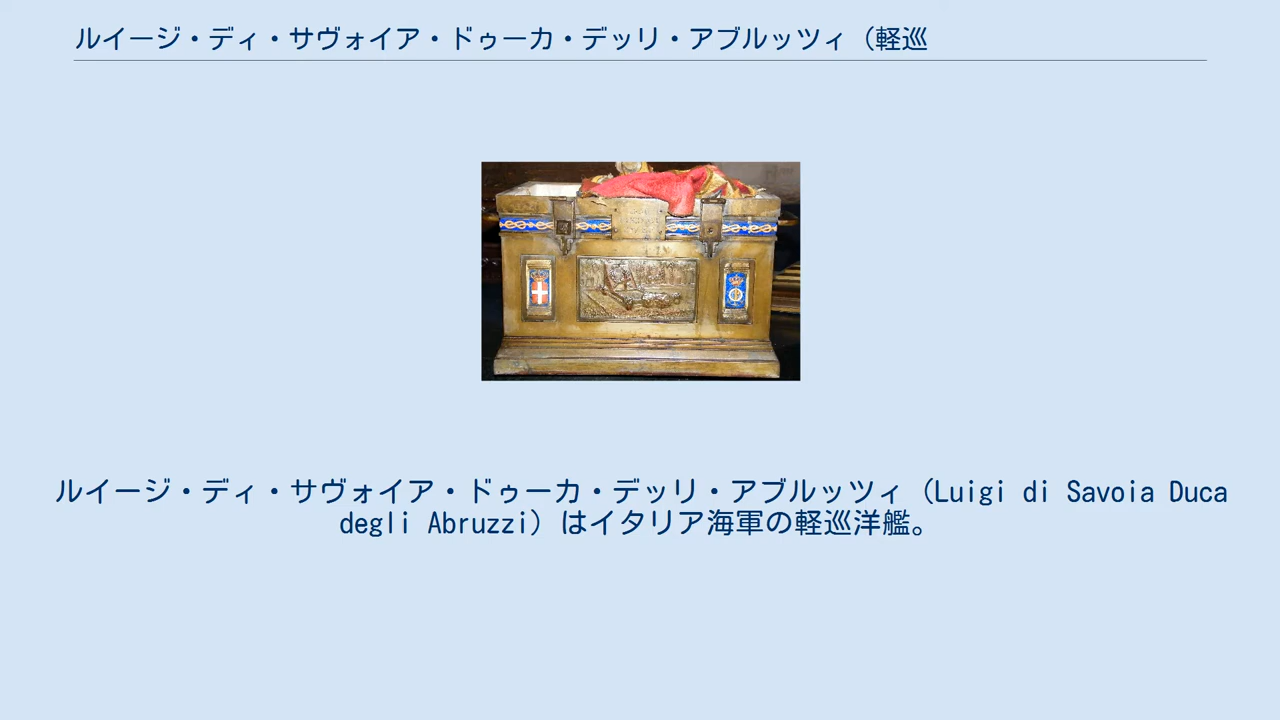 ルイージ・ディ・サヴォイア・ドゥーカ・デッリ・アブルッツィ（軽巡
ルイージ・ディ・サヴォイア・ドゥーカ・デッリ・アブルッツィ（Luigi di Savoia Duca
degli Abruzzi）はイタリア海軍の軽巡洋艦。